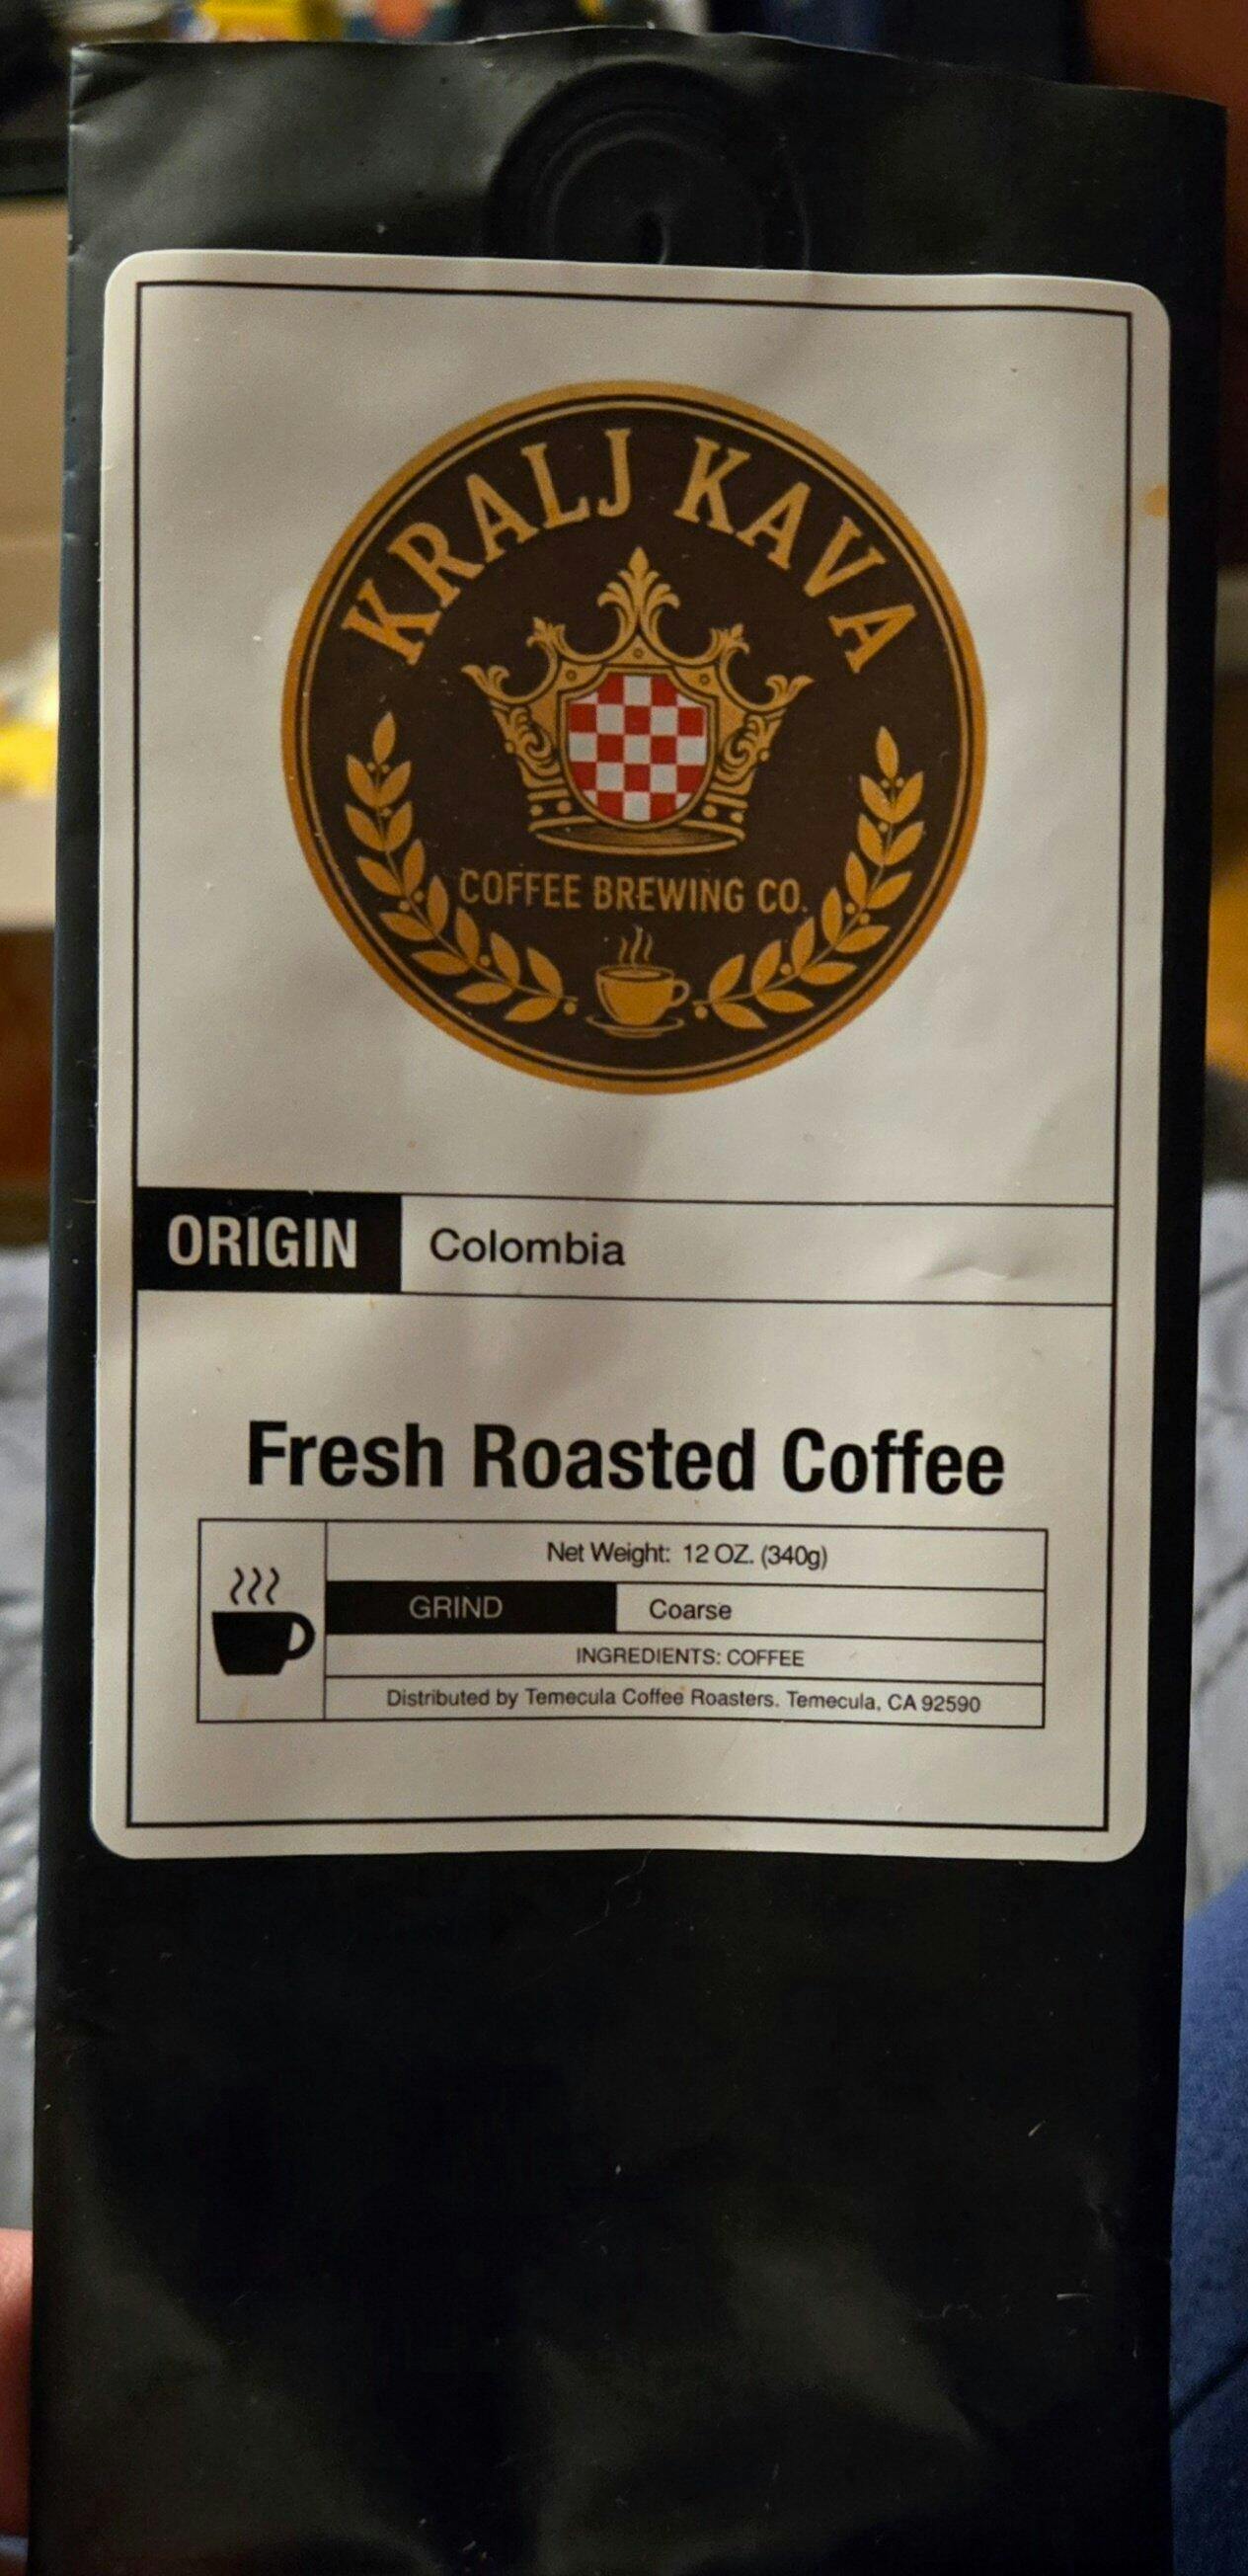 KRALJ KAVA
COFFEE BREWING CO.
ORIGIN Colombia
Fresh Roasted Coffee
Net Weight: 12 OZ. (340g)
GRIND Coarse
INGREDIENTS: COFFEE
Distributed by Temecula Coffee Roasters. Temecula, CA 92590